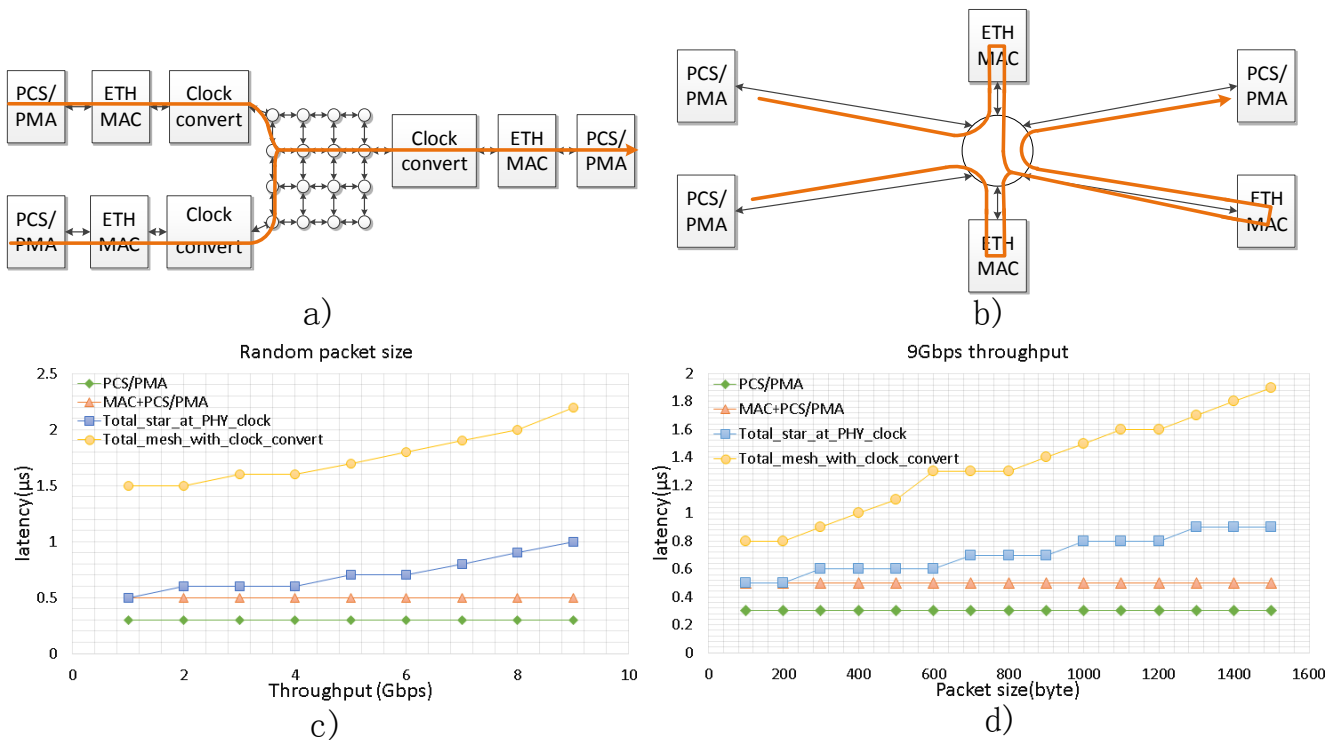 PCS/
PMA
ETH
MAC
Clock
convert
PCS/
PMA
ETH
MAC
Clock
convert
Clock
convert
ETH
MAC
PCS/
PMA
a)
PCS/
PMA
ETH
MAC
PCS/
PMA
PCS/
PMA
ETH
MAC
ETH
MAC
b)
Random packet size
PCS/PMA
MAC+PCS/PMA
Total_star_at_PHY_clock
Total_mesh_with_clock_convert
latency(μs)
2.5
2
1.5
1
0.5
0
0 2 4 6 8 10
Throughput (Gbps)
c)
9Gbps throughput
PCS/PMA
MAC+PCS/PMA
Total_star_at_PHY_clock
Total_mesh_with_clock_convert
latency(μs)
2
1.8
1.6
1.4
1.2
1
0.8
0.6
0.4
0.2
0
0 200 400 600 800 1000 1200 1400 1600
Packet size(byte)
d)